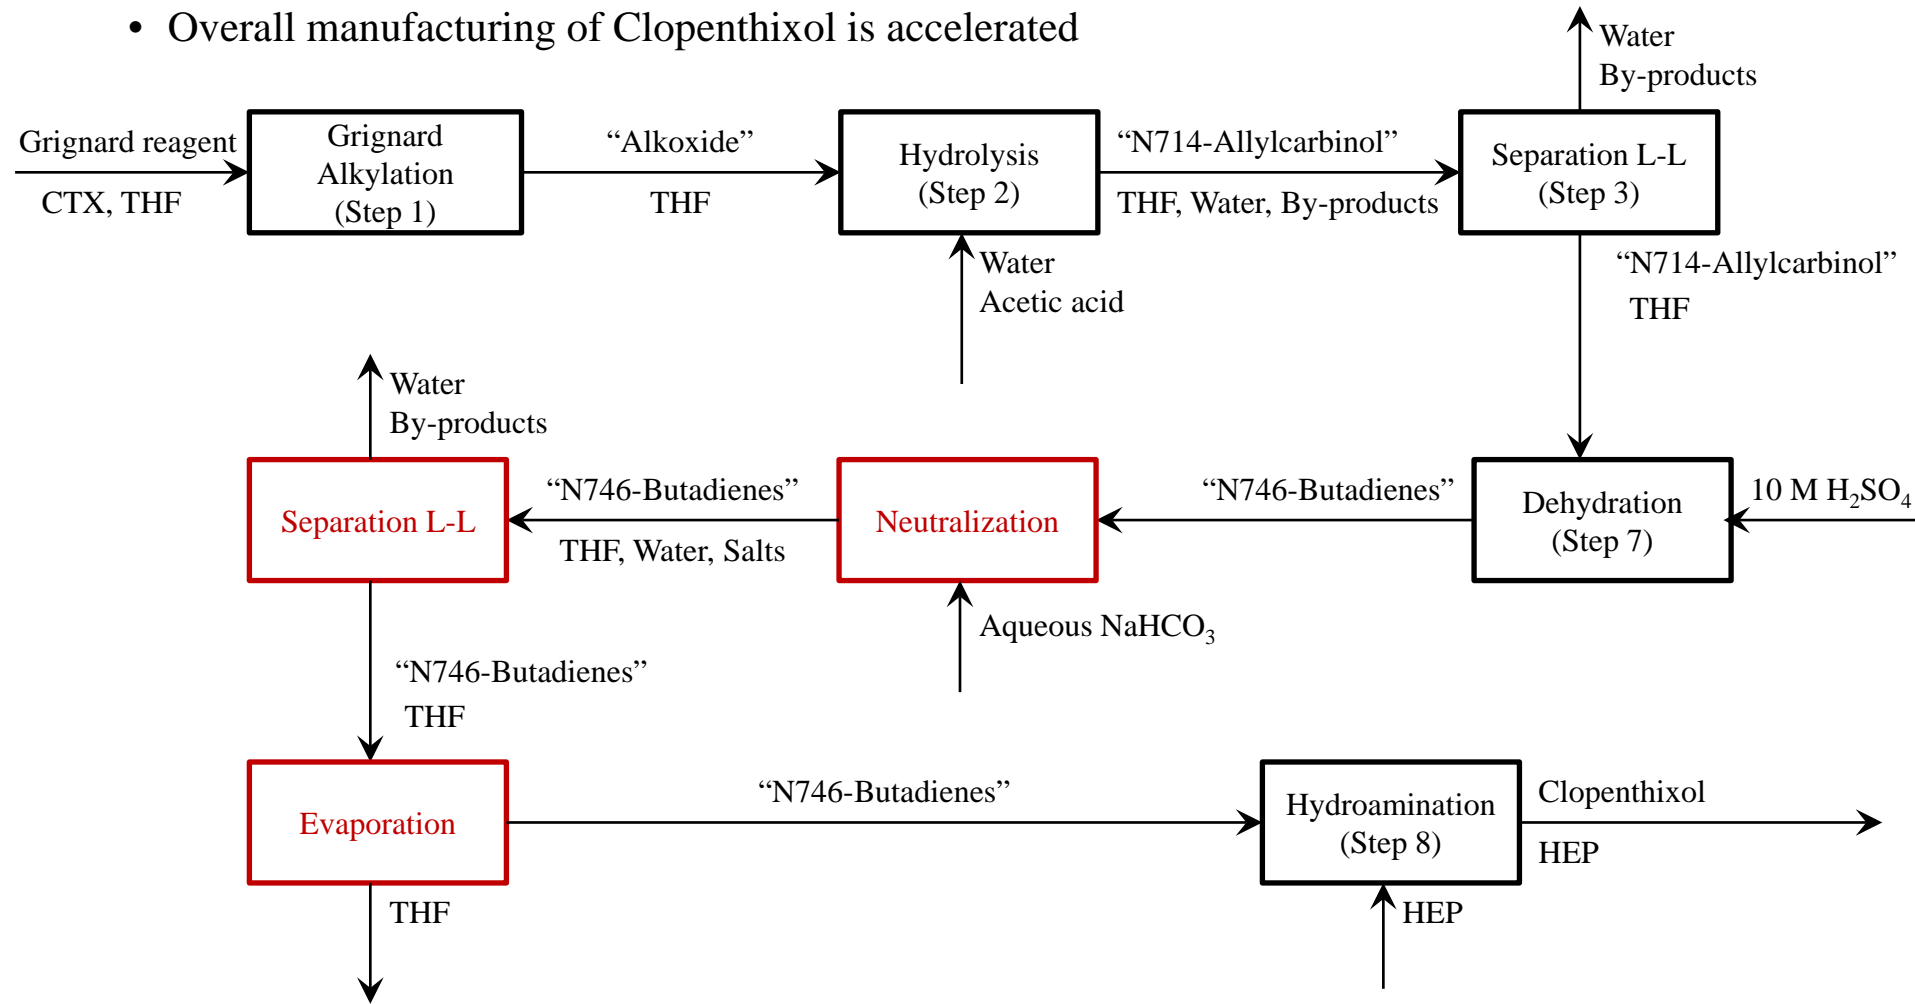 • Overall manufacturing of Clopenthixol is accelerated
Water
By-products
Grignard reagent
CTX, THF
Grignard
Alkylation
(Step 1)
“Alkoxide”
THF
Hydrolysis
(Step 2)
“N714-Allylcarbinol”
THF, Water, By-products
Separation L-L
(Step 3)
Water
Acetic acid
“N714-Allylcarbinol”
THF
Water
By-products
Separation L-L
“N746-Butadienes”
THF, Water, Salts
Neutralization
“N746-Butadienes”
Dehydration
(Step 7)
10 M H₂SO₄
Aqueous NaHCO₃
“N746-Butadienes”
THF
Evaporation
“N746-Butadienes”
Hydroamination
(Step 8)
Clopenthixol
HEP
THF
HEP